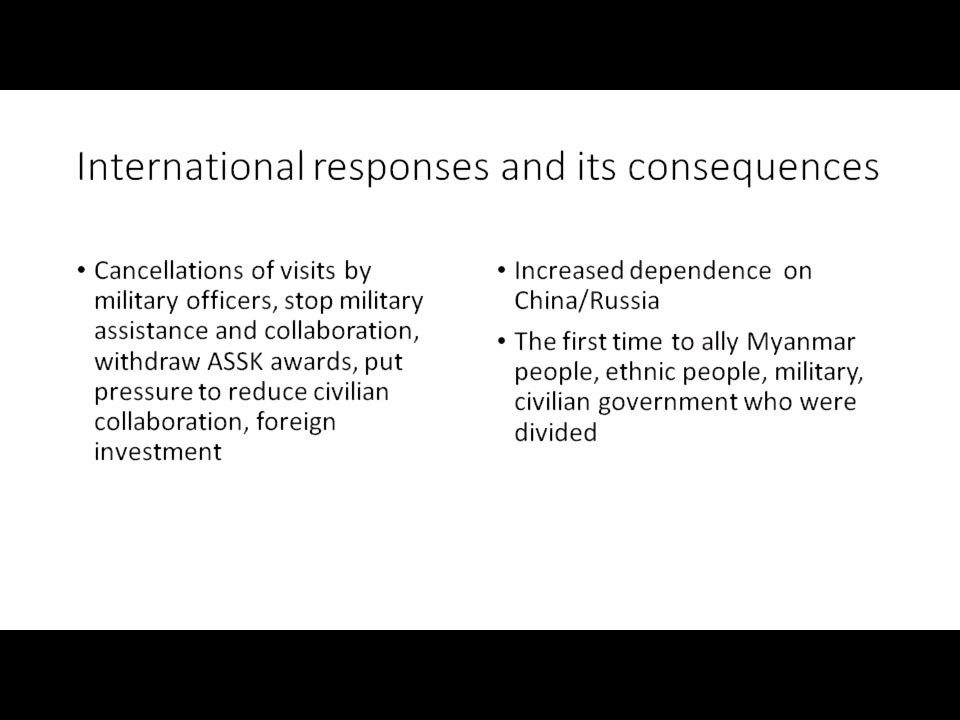 International responses and its consequences
• Cancellations of visits by
military officers, stop military
assistance and collaboration,
withdraw ASSK awards, put
pressure to reduce civilian
collaboration, foreign
investment
• Increased dependence on
China/Russia
• The first time to ally Myanmar
people, ethnic people, military,
civilian government who were
divided